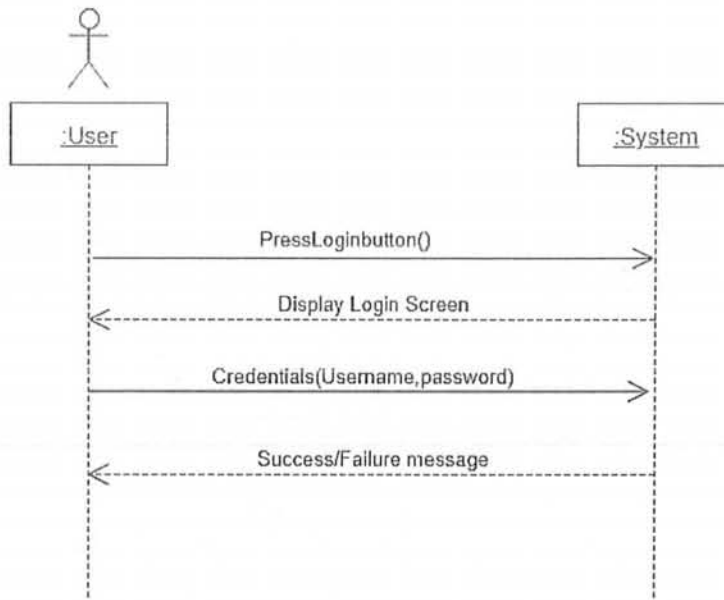 :User
:System
PressLoginbutton()
Display Login Screen
Credentials(Username,password)
Success/Failure message